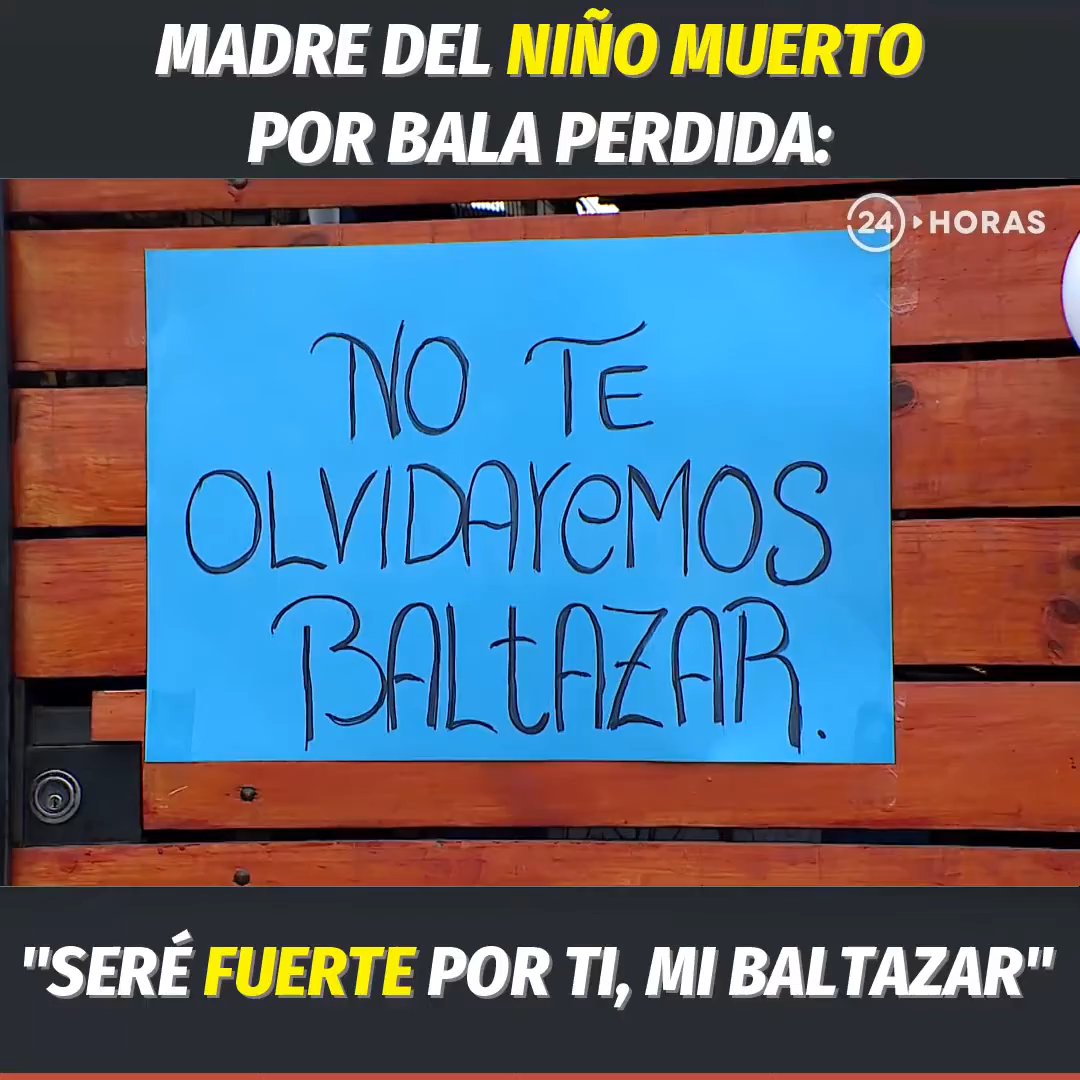 MADRE DEL NIÑO MUERTO
POR BALA PERDIDA:
24 HORAS
NO TE
OLVIDAREMOS
BALTAZAR.
"SERÉ FUERTE POR TI, MI BALTAZAR"